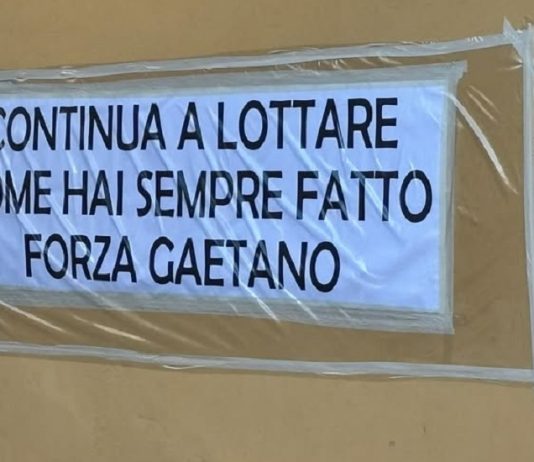 CONTINUA A LOTTARE
OME HAI SEMPRE FATTO
FORZA GAETANO